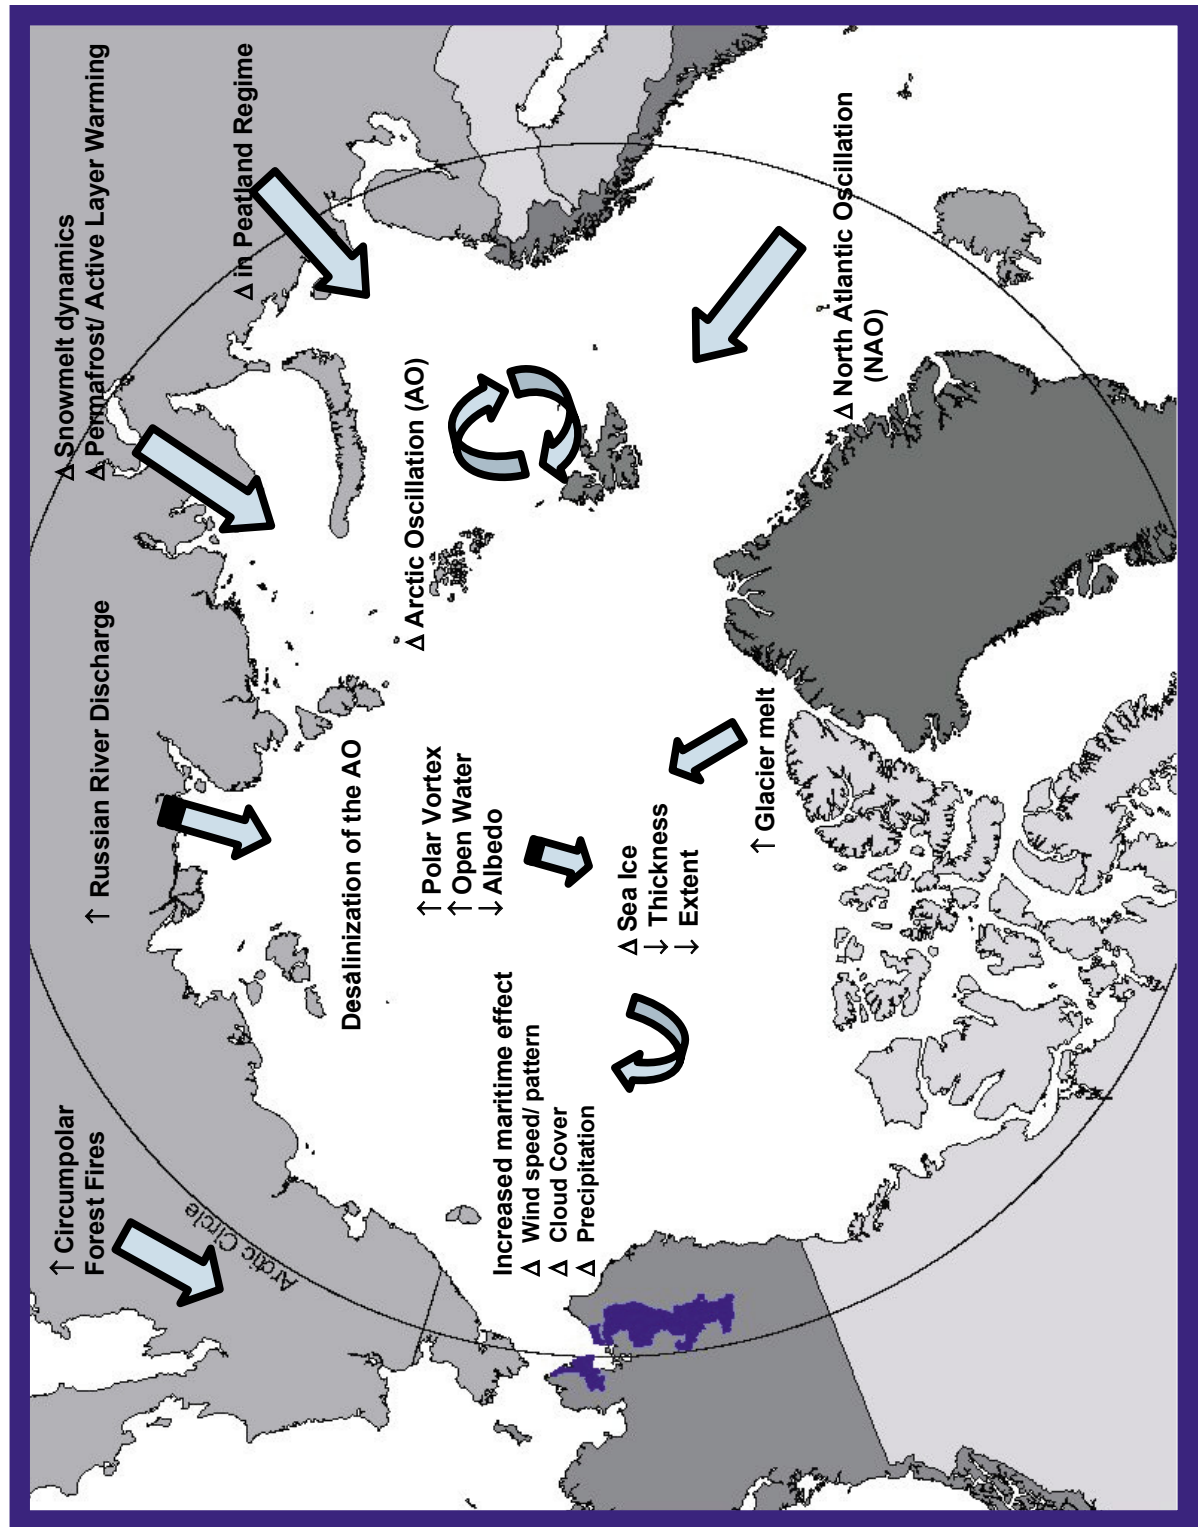 ↑ Circumpolar
Forest Fires
↑ Russian River Discharge
Δ Snowmelt dynamics
Δ Permafrost/ Active Layer Warming
Δ in Peatland Regime
Arctic Circle
Desalinization of the AO
Δ Arctic Oscillation (AO)
↑ Polar Vortex
↑ Open Water
↓ Albedo
Increased maritime effect
Δ Wind speed/ pattern
Δ Cloud Cover
Δ Precipitation
Δ Sea Ice
↓ Thickness
↓ Extent
↑ Glacier melt
Δ North Atlantic Oscillation
(NAO)